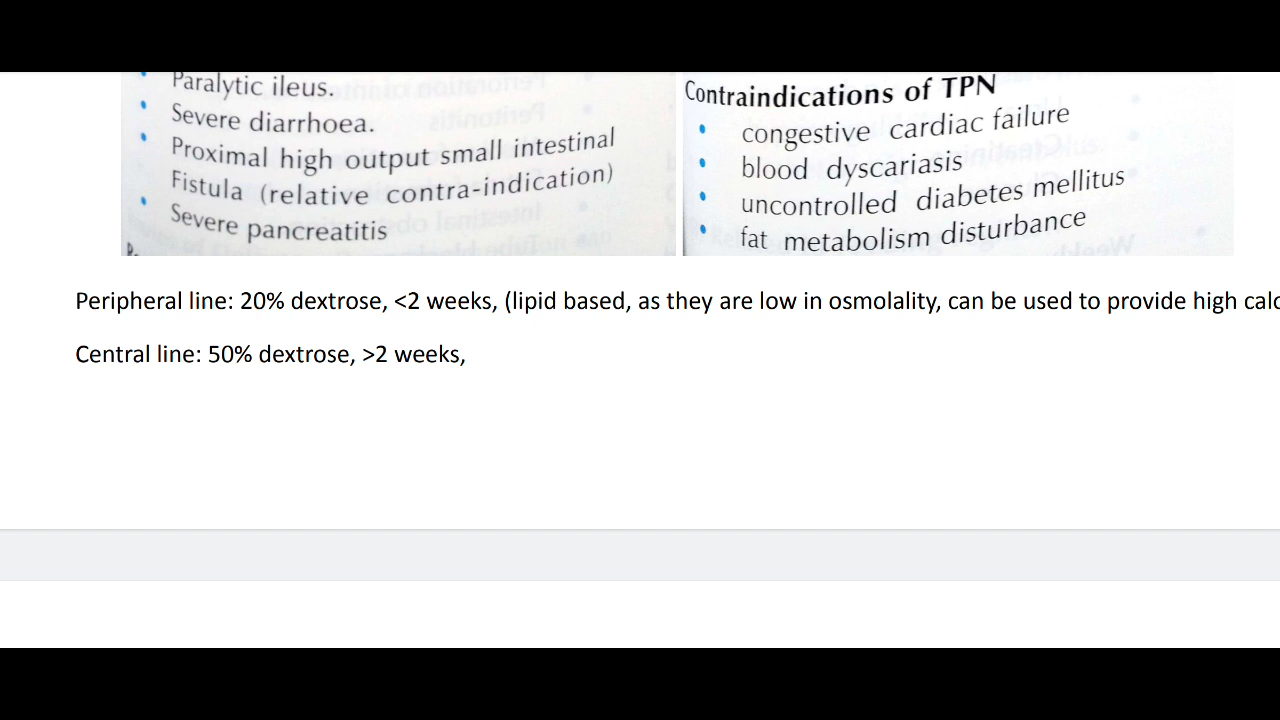 Paralytic ileus.
Severe diarrhoea.
Proximal high output small intestinal
Fistula (relative contra-indication)
Severe pancreatitis
Contraindications of TPN
congestive cardiac failure
blood dyscariasis
uncontrolled diabetes mellitus
fat metabolism disturbance
Peripheral line: 20% dextrose, <2 weeks, (lipid based, as they are low in osmolality, can be used to provide high
Central line: 50% dextrose, >2 weeks,